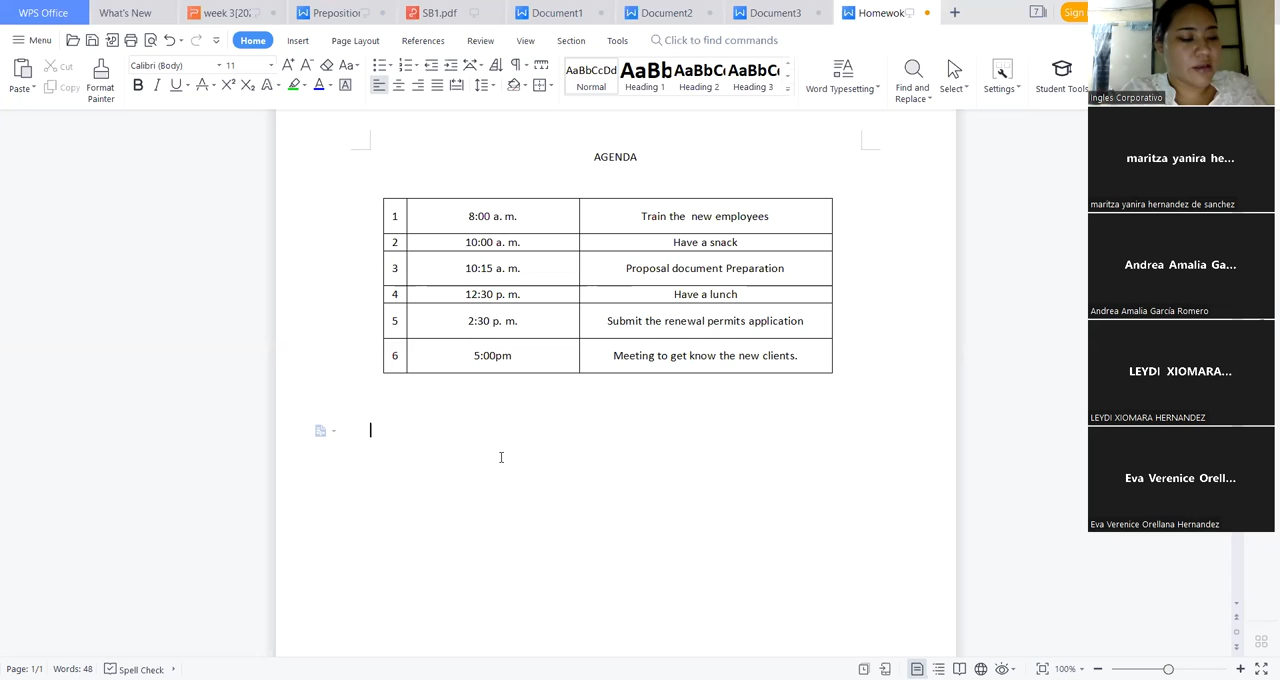 WPS Office What's New week 3[20 Preposition SB1.pdf Document1 Document2 Document3 Homewok 7 Sign
Menu Home Insert Page Layout References Review View Section Tools Click to find commands
Paste Cut Copy Format Painter Calibri (Body) 11 AaBbCcDd Normal AaBb Heading 1 AaBbCc Heading 2 AaBbCc Heading 3 Word Typesetting Find and Replace Select Settings Student Tools
AGENDA
1 8:00 a. m. Train the new employees
2 10:00 a. m. Have a snack
3 10:15 a. m. Proposal document Preparation
4 12:30 p. m. Have a lunch
5 2:30 p. m. Submit the renewal permits application
6 5:00pm Meeting to get know the new clients.
Ingles Corporativo
maritza yanira he...
maritza yanira hernandez de sanchez
Andrea Amalia Ga...
Andrea Amalia García Romero
LEYDI XIOMARA...
LEYDI XIOMARA HERNANDEZ
Eva Verenice Orell...
Eva Verenice Orellana Hernandez
Page: 1/1 Words: 48 Spell Check 100%